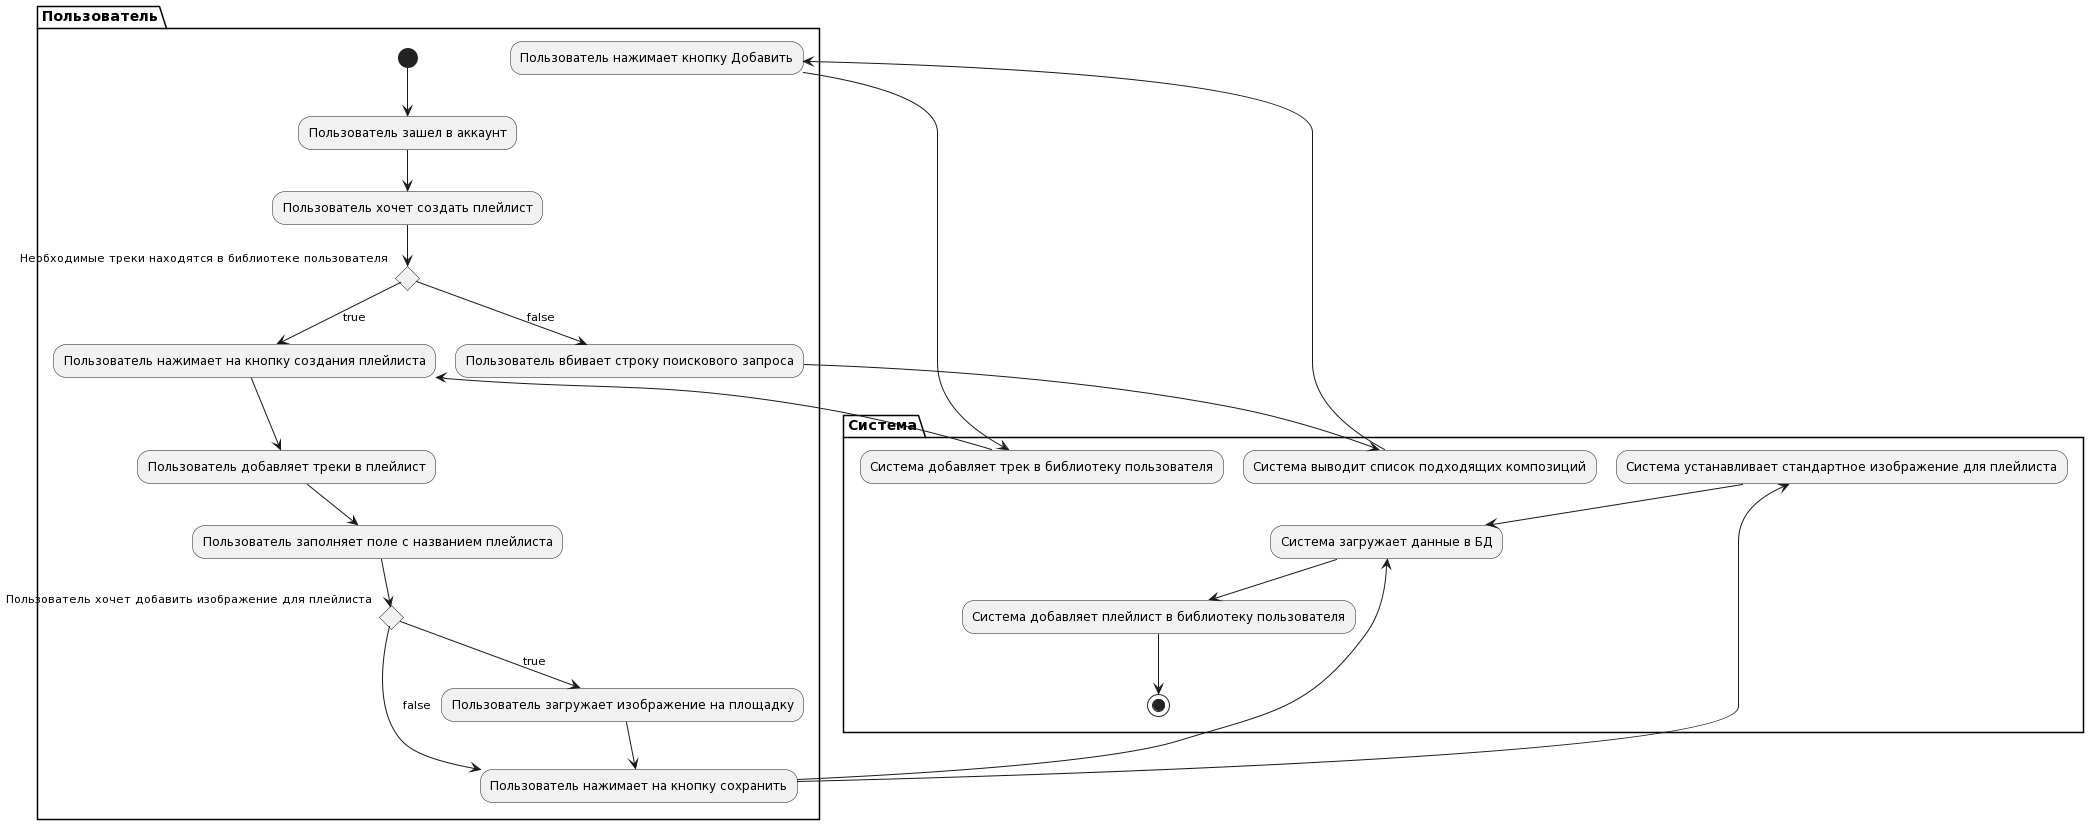 Пользователь
Пользователь нажимает кнопку Добавить
Пользователь зашел в аккаунт
Пользователь хочет создать плейлист
Необходимые треки находятся в библиотеке пользователя
true
false
Пользователь нажимает на кнопку создания плейлиста
Пользователь вбивает строку поискового запроса
Система
Пользователь добавляет треки в плейлист
Система добавляет трек в библиотеку пользователя
Система выводит список подходящих композиций
Система устанавливает стандартное изображение для плейлиста
Пользователь заполняет поле с названием плейлиста
Система загружает данные в БД
Пользователь хочет добавить изображение для плейлиста
Система добавляет плейлист в библиотеку пользователя
true
false
Пользователь загружает изображение на площадку
Пользователь нажимает на кнопку сохранить